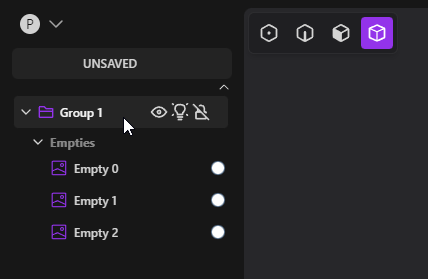 P
UNSAVED
Group 1
Empties
Empty 0
Empty 1
Empty 2